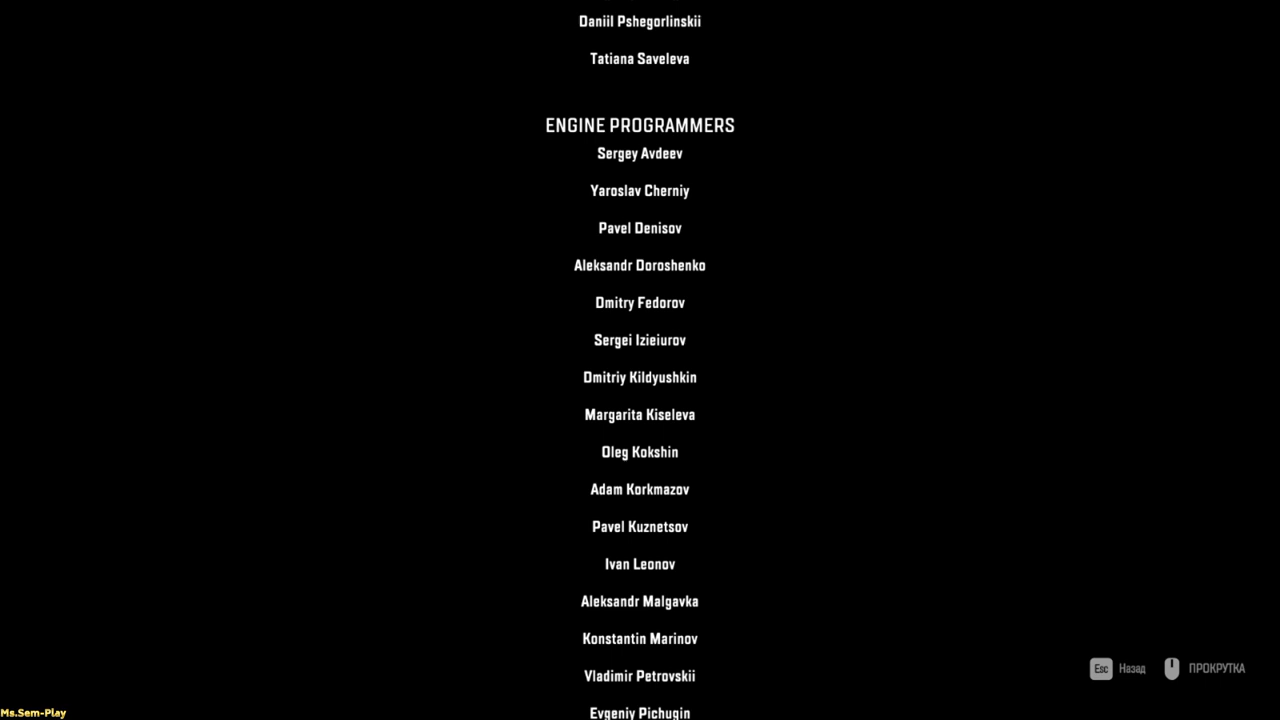 Daniil Pshegorlinskii
Tatiana Saveleva
ENGINE PROGRAMMERS
Sergey Avdeev
Yaroslav Cherniy
Pavel Denisov
Aleksandr Doroshenko
Dmitry Fedorov
Sergei Izieiurov
Dmitriy Kildyushkin
Margarita Kiseleva
Oleg Kokshin
Adam Korkmazov
Pavel Kuznetsov
Ivan Leonov
Aleksandr Malgavka
Konstantin Marinov
Vladimir Petrovskii
Evgeniy Pichugin
Esc Назад ПРОКРУТКА
Ms.Sem-Play